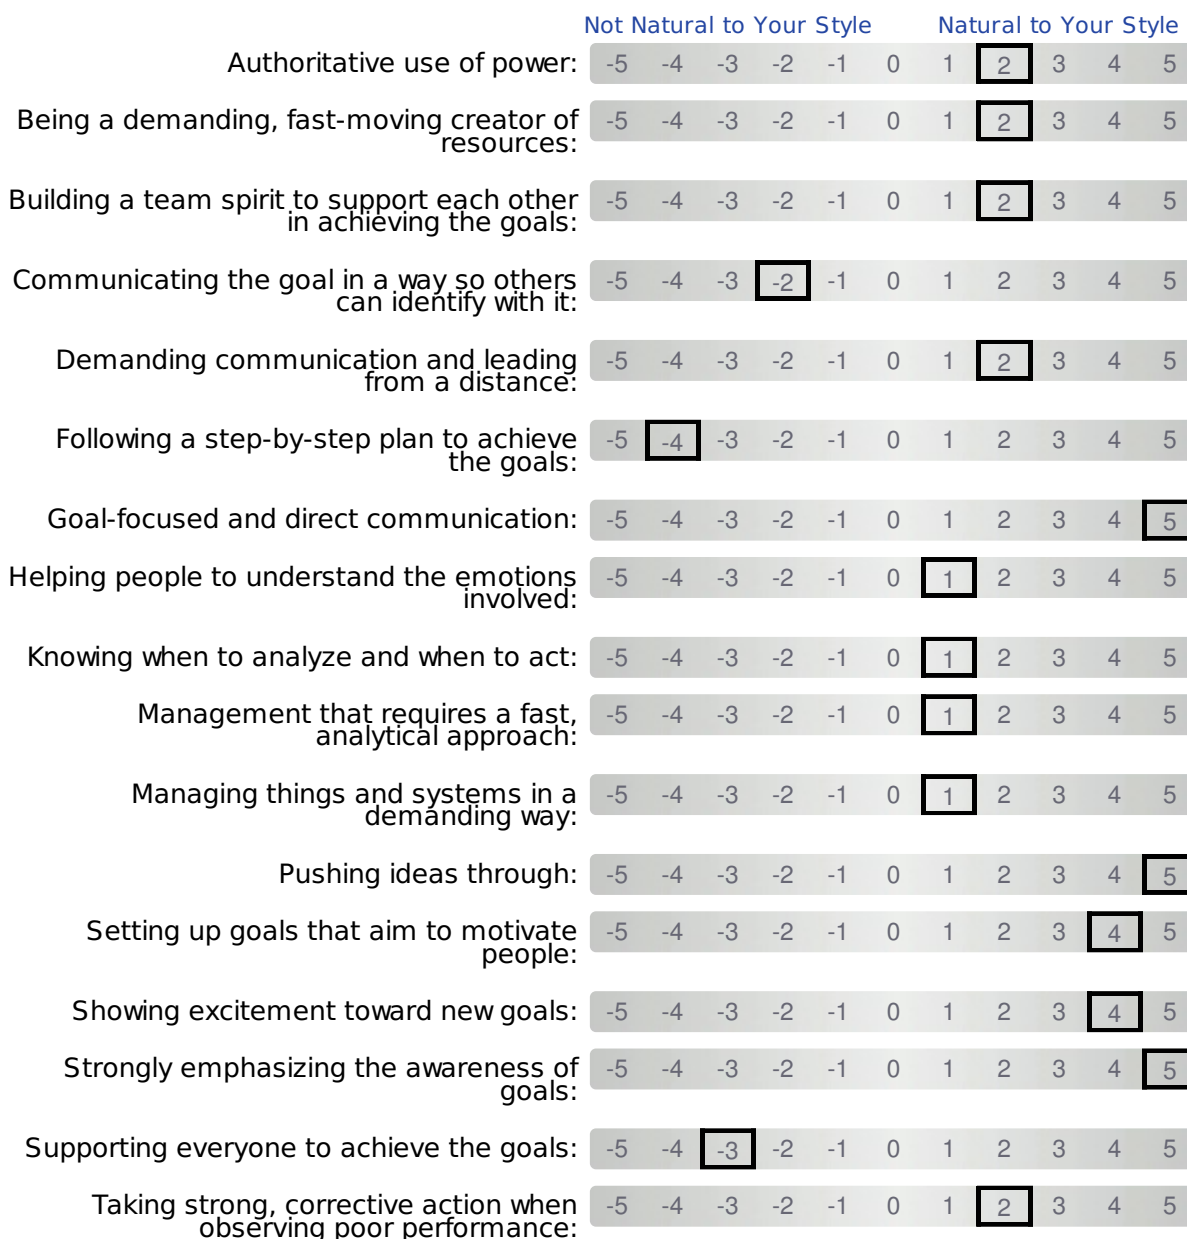 Not Natural to Your Style Natural to Your Style
Authoritative use of power: -5 -4 -3 -2 -1 0 1 2 3 4 5
Being a demanding, fast-moving creator of -5 -4 -3 -2 -1 0 1 2 3 4 5
resources:
Building a team spirit to support each other -5 -4 -3 -2 -1 0 1 2 3 4 5
in achieving the goals:
Communicating the goal in a way so others -5 -4 -3 -2 -1 0 1 2 3 4 5
can identify with it:
Demanding communication and leading -5 -4 -3 -2 -1 0 1 2 3 4 5
from a distance:
Following a step-by-step plan to achieve -5 -4 -3 -2 -1 0 1 2 3 4 5
the goals:
Goal-focused and direct communication: -5 -4 -3 -2 -1 0 1 2 3 4 5
Helping people to understand the emotions -5 -4 -3 -2 -1 0 1 2 3 4 5
involved:
Knowing when to analyze and when to act: -5 -4 -3 -2 -1 0 1 2 3 4 5
Management that requires a fast, -5 -4 -3 -2 -1 0 1 2 3 4 5
analytical approach:
Managing things and systems in a -5 -4 -3 -2 -1 0 1 2 3 4 5
demanding way:
Pushing ideas through: -5 -4 -3 -2 -1 0 1 2 3 4 5
Setting up goals that aim to motivate -5 -4 -3 -2 -1 0 1 2 3 4 5
people:
Showing excitement toward new goals: -5 -4 -3 -2 -1 0 1 2 3 4 5
Strongly emphasizing the awareness of -5 -4 -3 -2 -1 0 1 2 3 4 5
goals:
Supporting everyone to achieve the goals: -5 -4 -3 -2 -1 0 1 2 3 4 5
Taking strong, corrective action when -5 -4 -3 -2 -1 0 1 2 3 4 5
observing poor performance: